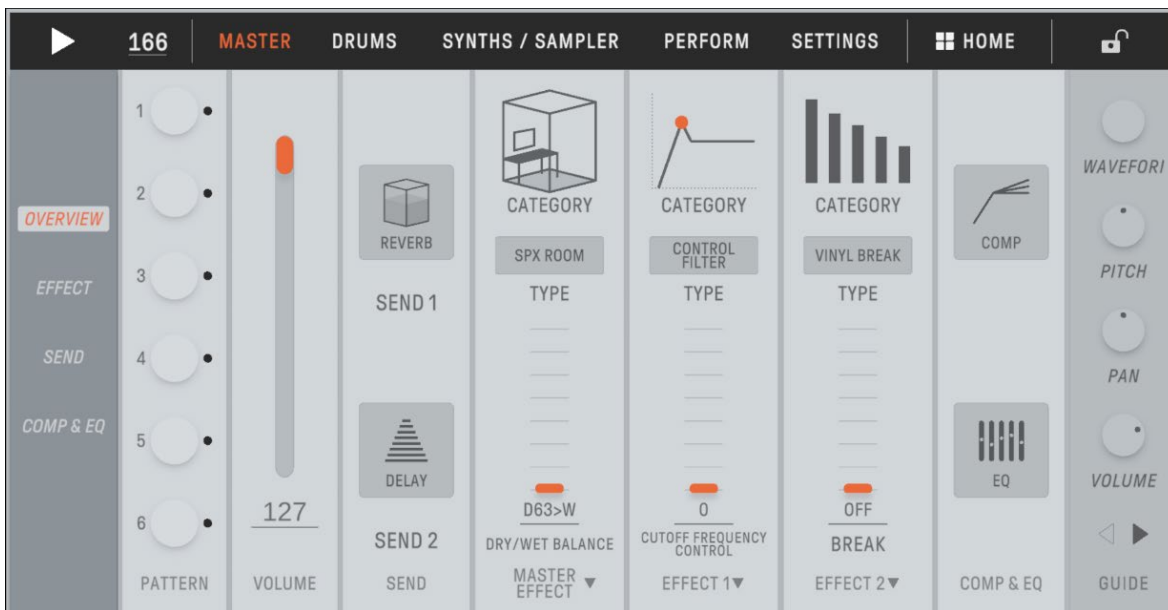 166 MASTER DRUMS SYNTHS / SAMPLER PERFORM SETTINGS HOME
OVERVIEW
EFFECT
SEND
COMP & EQ
1
2
3
4
5
6
PATTERN
127
VOLUME
REVERB
SEND 1
DELAY
SEND 2
SEND
CATEGORY
SPX ROOM
TYPE
D63>W
DRY/WET BALANCE
MASTER
EFFECT
CATEGORY
CONTROL
FILTER
TYPE
0
CUTOFF FREQUENCY
CONTROL
EFFECT 1
CATEGORY
VINYL BREAK
TYPE
OFF
BREAK
EFFECT 2
COMP
EQ
COMP & EQ
WAVEFORI
PITCH
PAN
VOLUME
GUIDE